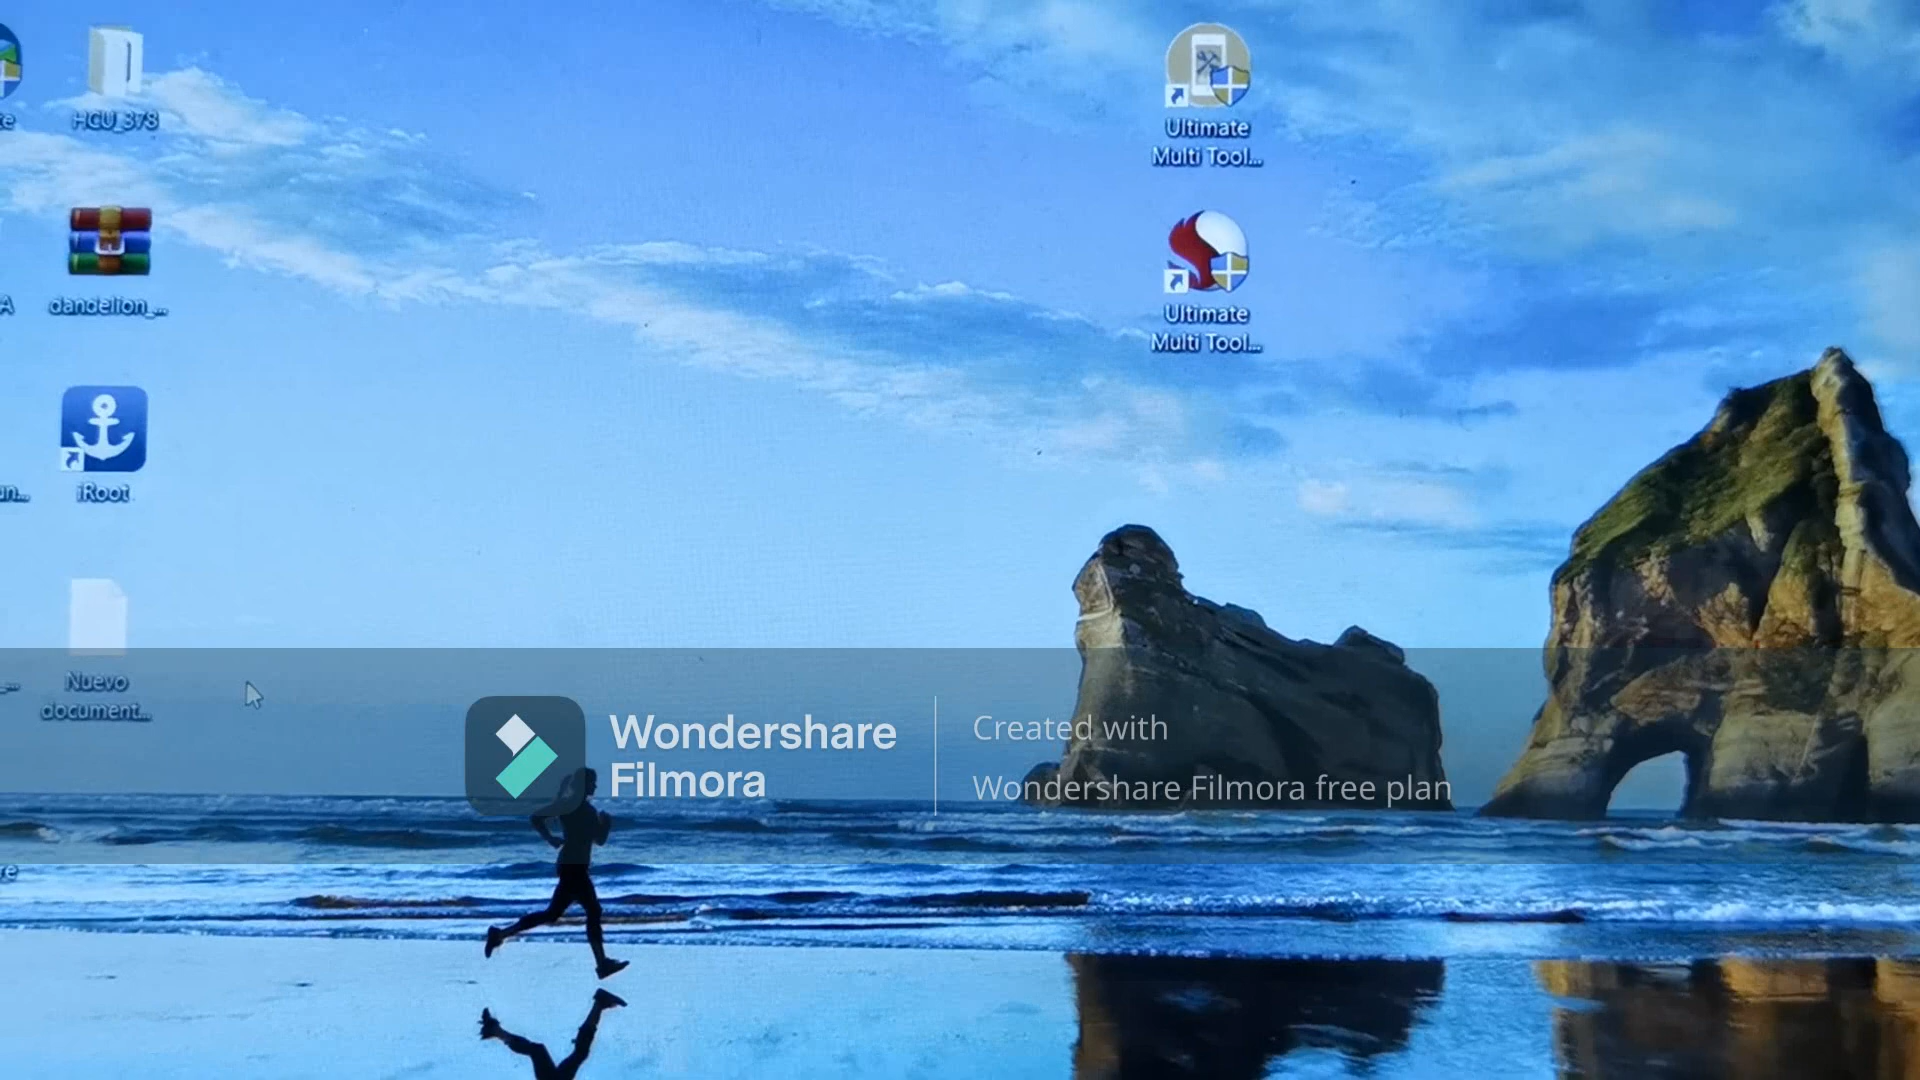 HCU_378
dandelion_...
iRoot
Nuevo
document...
Ultimate
Multi Tool...
Ultimate
Multi Tool...
Wondershare
Filmora
Created with
Wondershare Filmora free plan